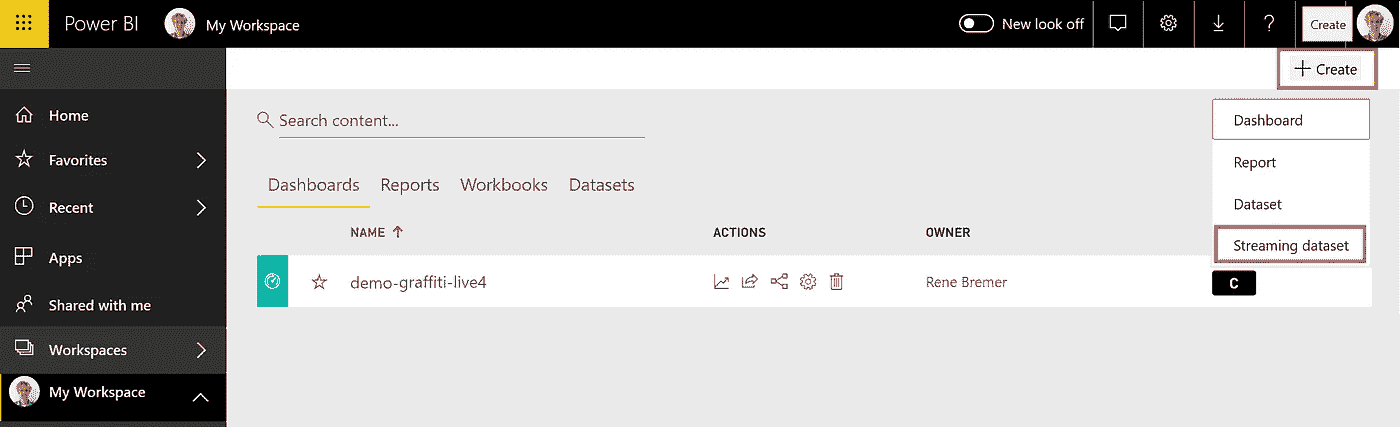 Power BI
My Workspace
New look off
?
Create
+ Create
Home
Favorites
Recent
Apps
Shared with me
Workspaces
My Workspace
Search content...
Dashboards Reports Workbooks Datasets
NAME ↑ ACTIONS OWNER
demo-graffiti-live4 Rene Bremer
Dashboard
Report
Dataset
Streaming dataset
C